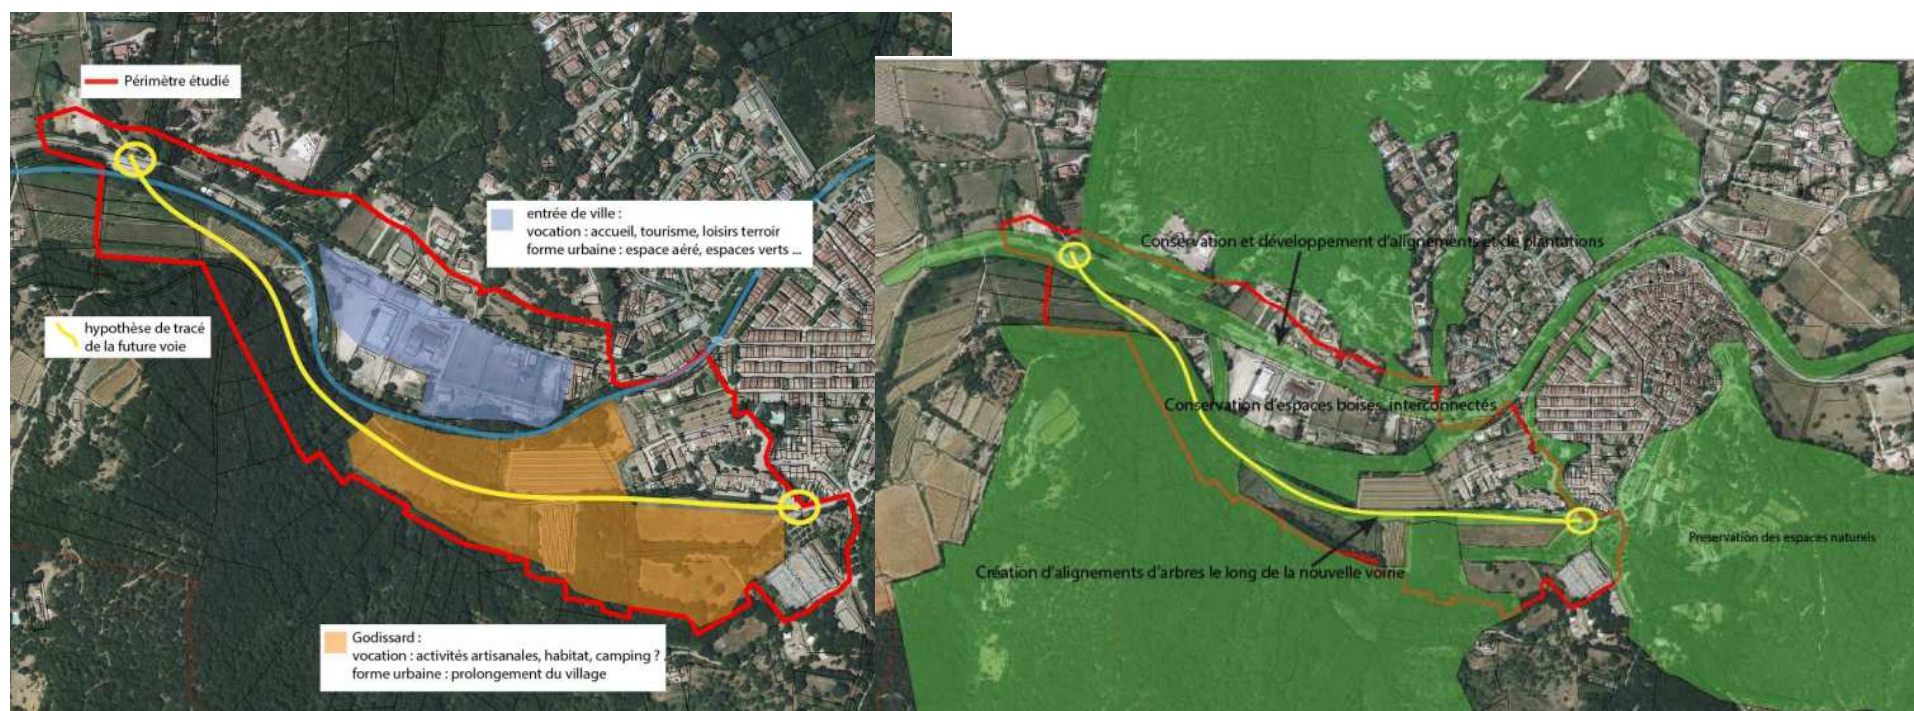 Périmètre étudié
entrée de ville :
vocation : accueil, tourisme, loisirs terroir
forme urbaine : espace aéré, espaces verts ...
hypothèse de tracé
de la future voie
Godissard :
vocation : activités artisanales, habitat, camping ? .
forme urbaine : prolongement du village
Conservation et développement d'alignements et de plantations
Conservation d'espaces boisés, interconnectés
Preservation des espaces naturels
Création d'alignements d'arbres le long de la nouvelle voirie